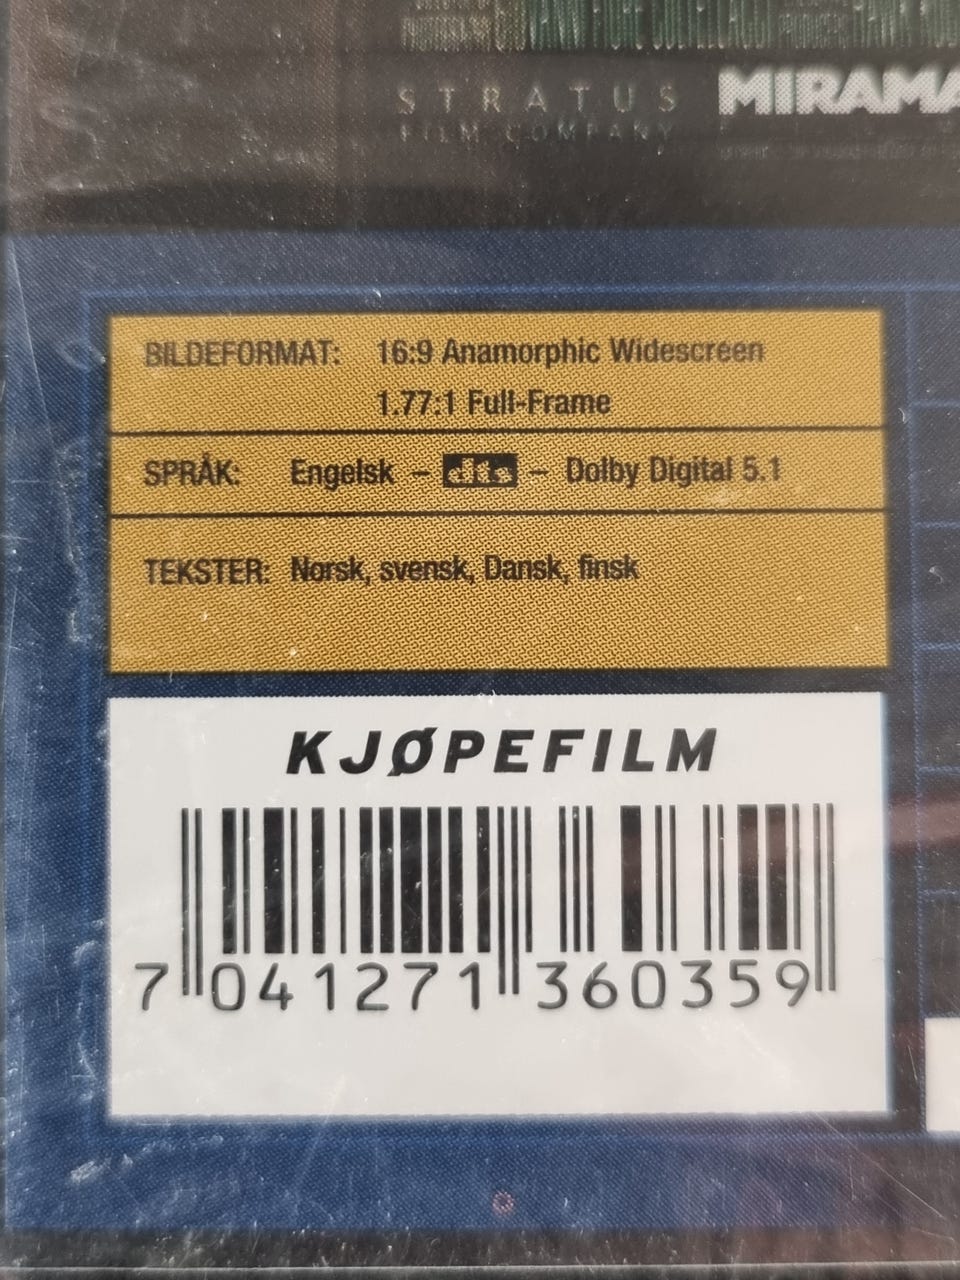 STRATUS
FILM COMPANY
MIRAMA
BILDEFORMAT: 16:9 Anamorphic Widescreen
1.77:1 Full-Frame
SPRÅK: Engelsk – dts – Dolby Digital 5.1
TEKSTER: Norsk, svensk, Dansk, finsk
KJØPEFILM
7 041271 360359